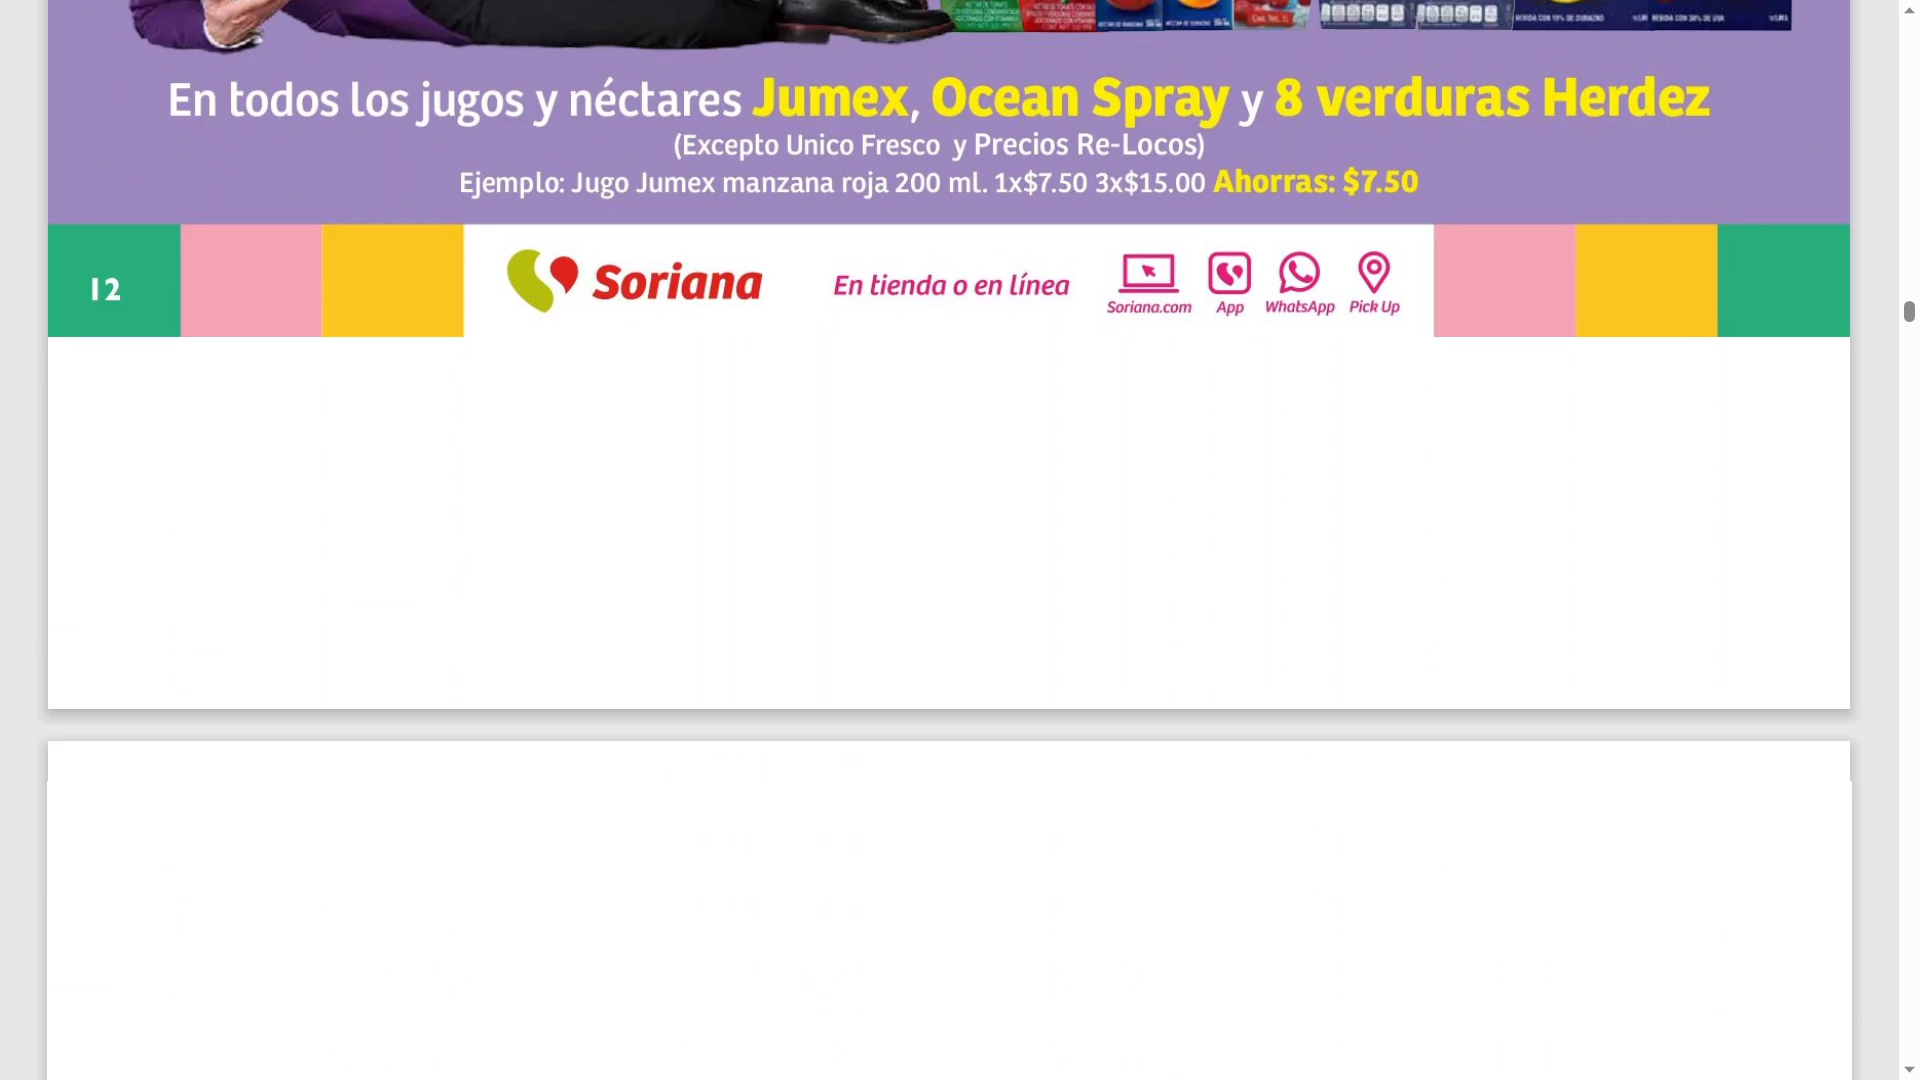 En todos los jugos y néctares Jumex, Ocean Spray y 8 verduras Herdez
(Excepto Unico Fresco y Precios Re-Locos)
Ejemplo: Jugo Jumex manzana roja 200 ml. 1x$7.50 3x$15.00 Ahorras: $7.50
12
Soriana
En tienda o en línea
Soriana.com
App
WhatsApp
Pick Up